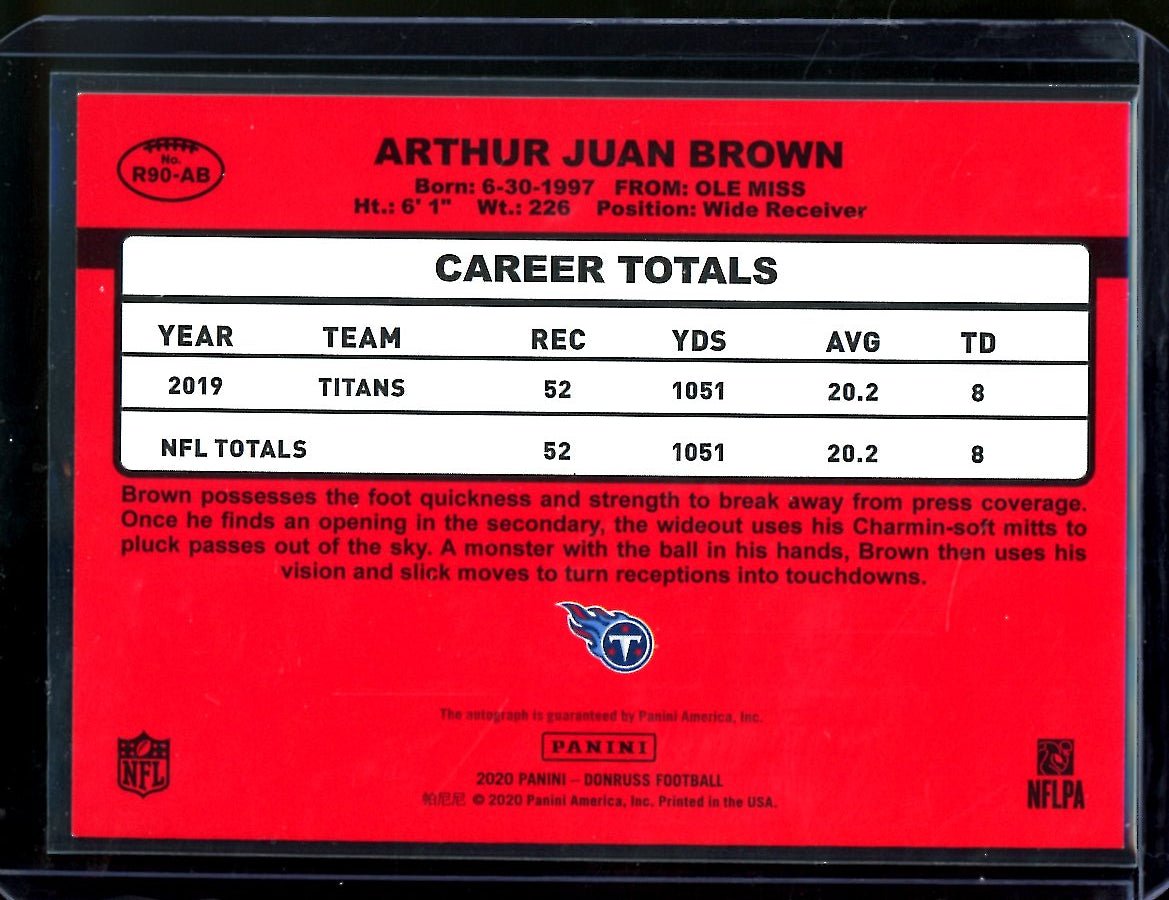 No.
R90-AB
ARTHUR JUAN BROWN
Born: 6-30-1997 FROM: OLE MISS
Ht.: 6' 1" Wt.: 226 Position: Wide Receiver
CAREER TOTALS
YEAR TEAM REC YDS AVG TD
2019 TITANS 52 1051 20.2 8
NFL TOTALS 52 1051 20.2 8
Brown possesses the foot quickness and strength to break away from press coverage.
Once he finds an opening in the secondary, the wideout uses his Charmin-soft mitts to
pluck passes out of the sky. A monster with the ball in his hands, Brown then uses his
vision and slick moves to turn receptions into touchdowns.
T
The autograph is guaranteed by Panini America, Inc.
PANINI
2020 PANINI – DONRUSS FOOTBALL
帕尼尼 © 2020 Panini America, Inc. Printed in the USA.
NFL
NFLPA